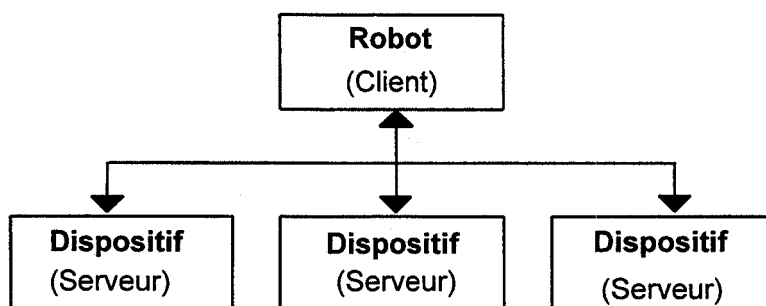 Robot
(Client)
Dispositif
(Serveur)
Dispositif
(Serveur)
Dispositif
(Serveur)